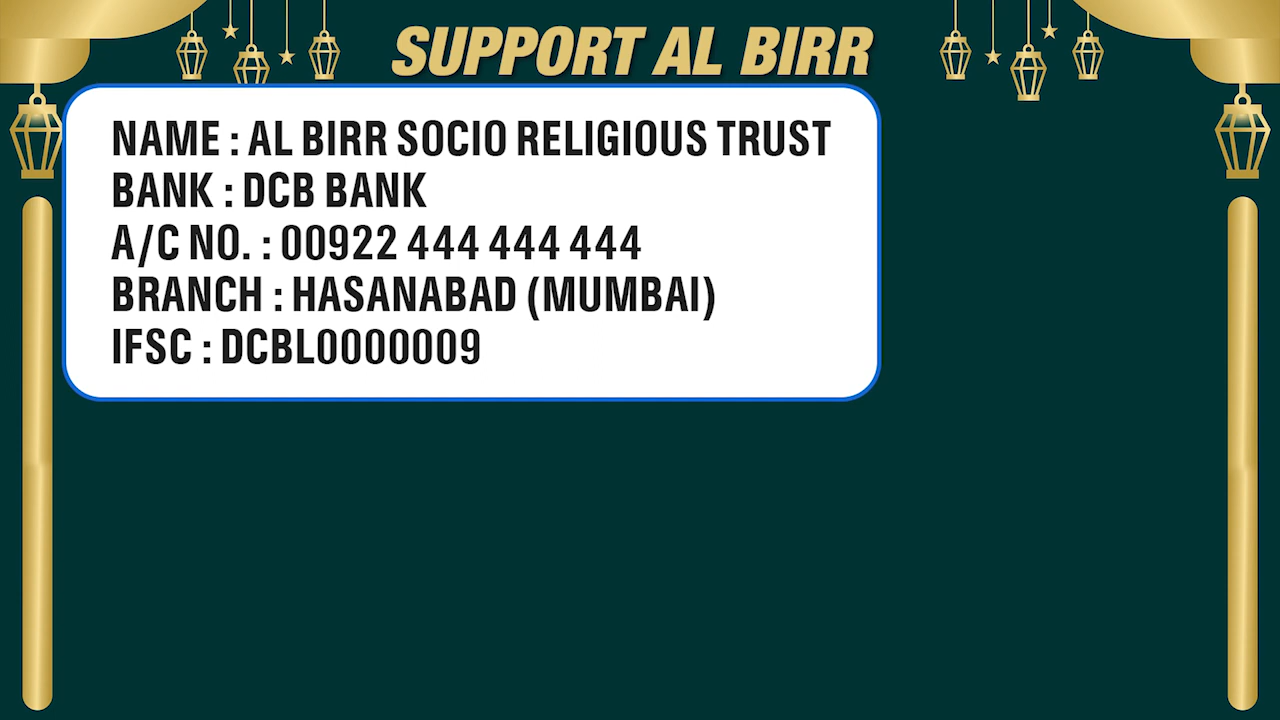 SUPPORT AL BIRR
NAME : AL BIRR SOCIO RELIGIOUS TRUST
BANK : DCB BANK
A/C NO. : 00922 444 444 444
BRANCH : HASANABAD (MUMBAI)
IFSC : DCBL0000009